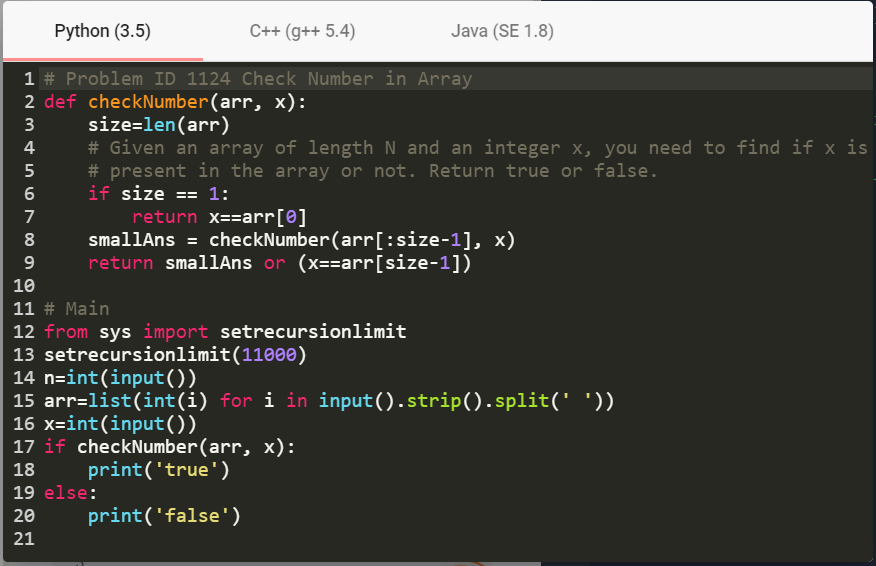 Python (3.5) C++ (g++ 5.4) Java (SE 1.8)
1 # Problem ID 1124 Check Number in Array
2 def checkNumber(arr, x):
3     size=len(arr)
4     # Given an array of length N and an integer x, you need to find if x is
5     # present in the array or not. Return true or false.
6     if size == 1:
7         return x==arr[0]
8     smallAns = checkNumber(arr[:size-1], x)
9     return smallAns or (x==arr[size-1])
10
11 # Main
12 from sys import setrecursionlimit
13 setrecursionlimit(11000)
14 n=int(input())
15 arr=list(int(i) for i in input().strip().split(' '))
16 x=int(input())
17 if checkNumber(arr, x):
18     print('true')
19 else:
20     print('false')
21